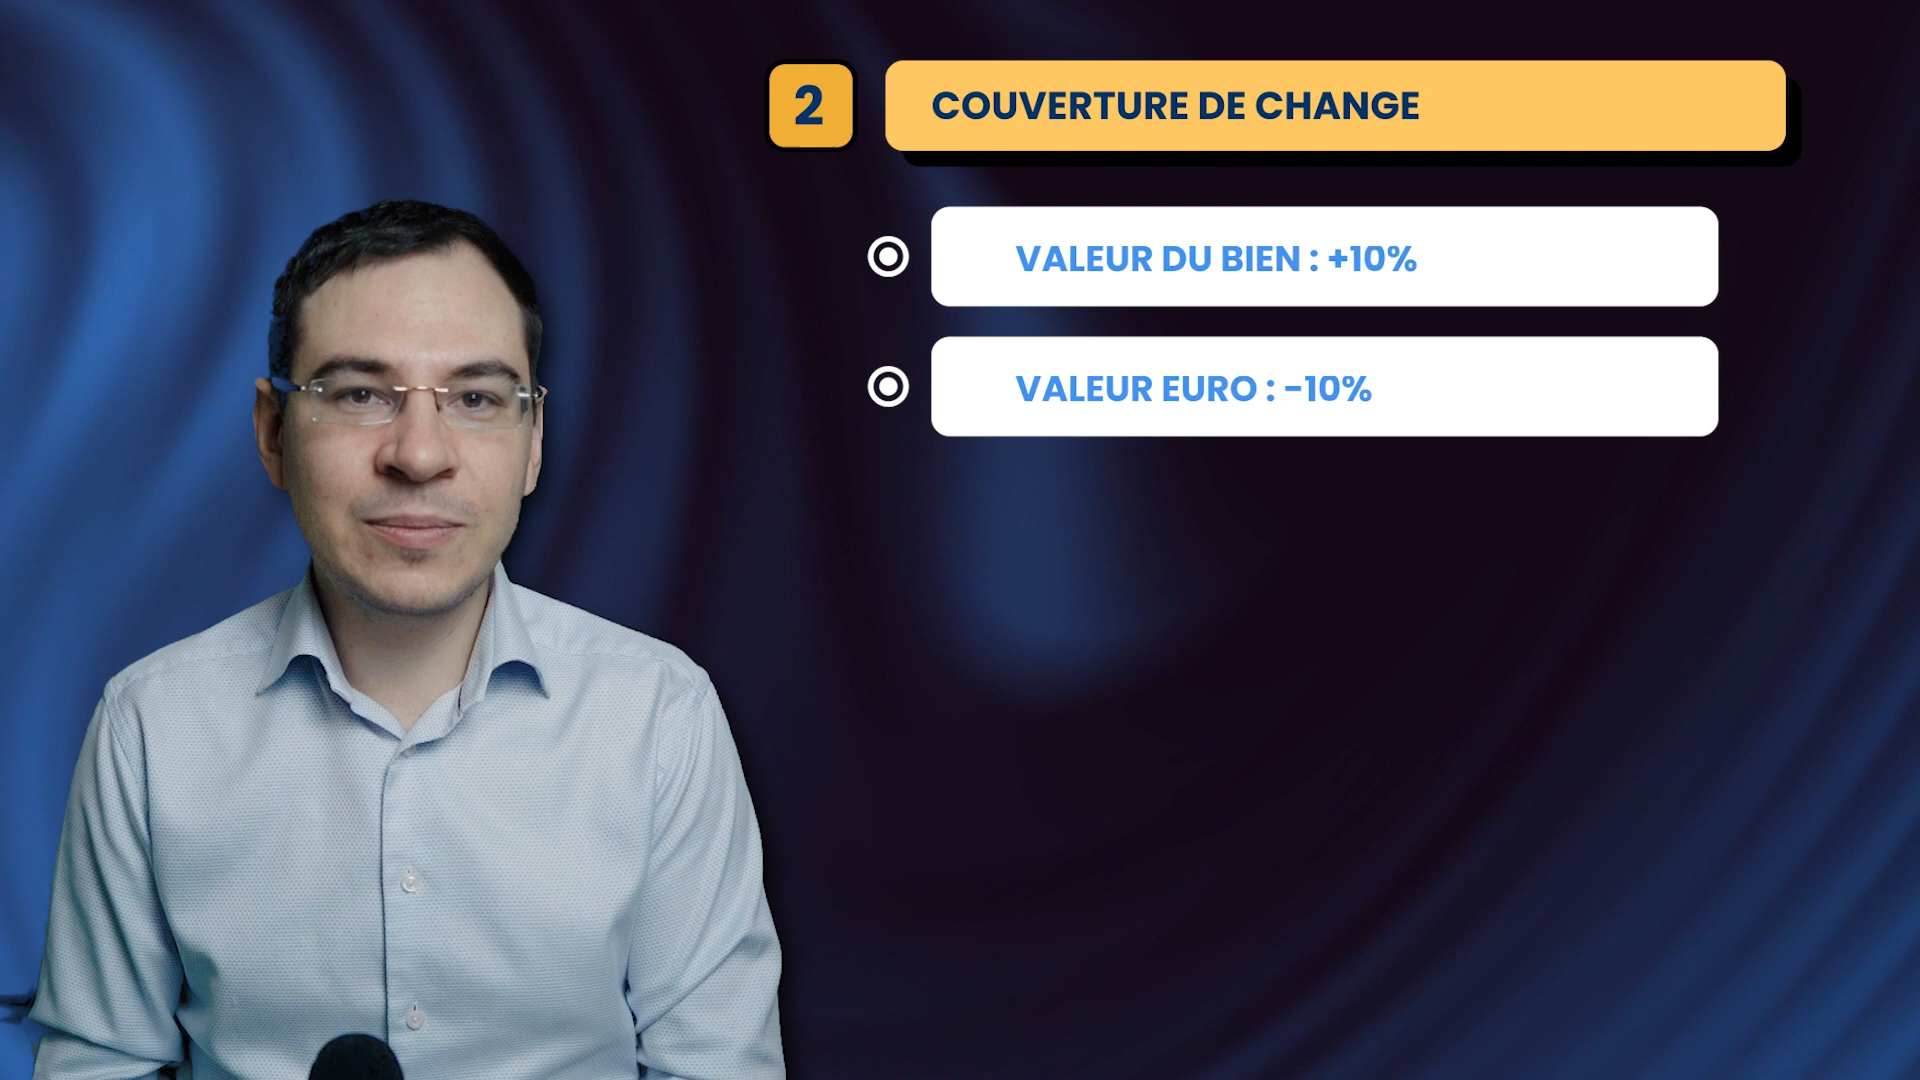 2
COUVERTURE DE CHANGE
VALEUR DU BIEN : +10%
VALEUR EURO : -10%